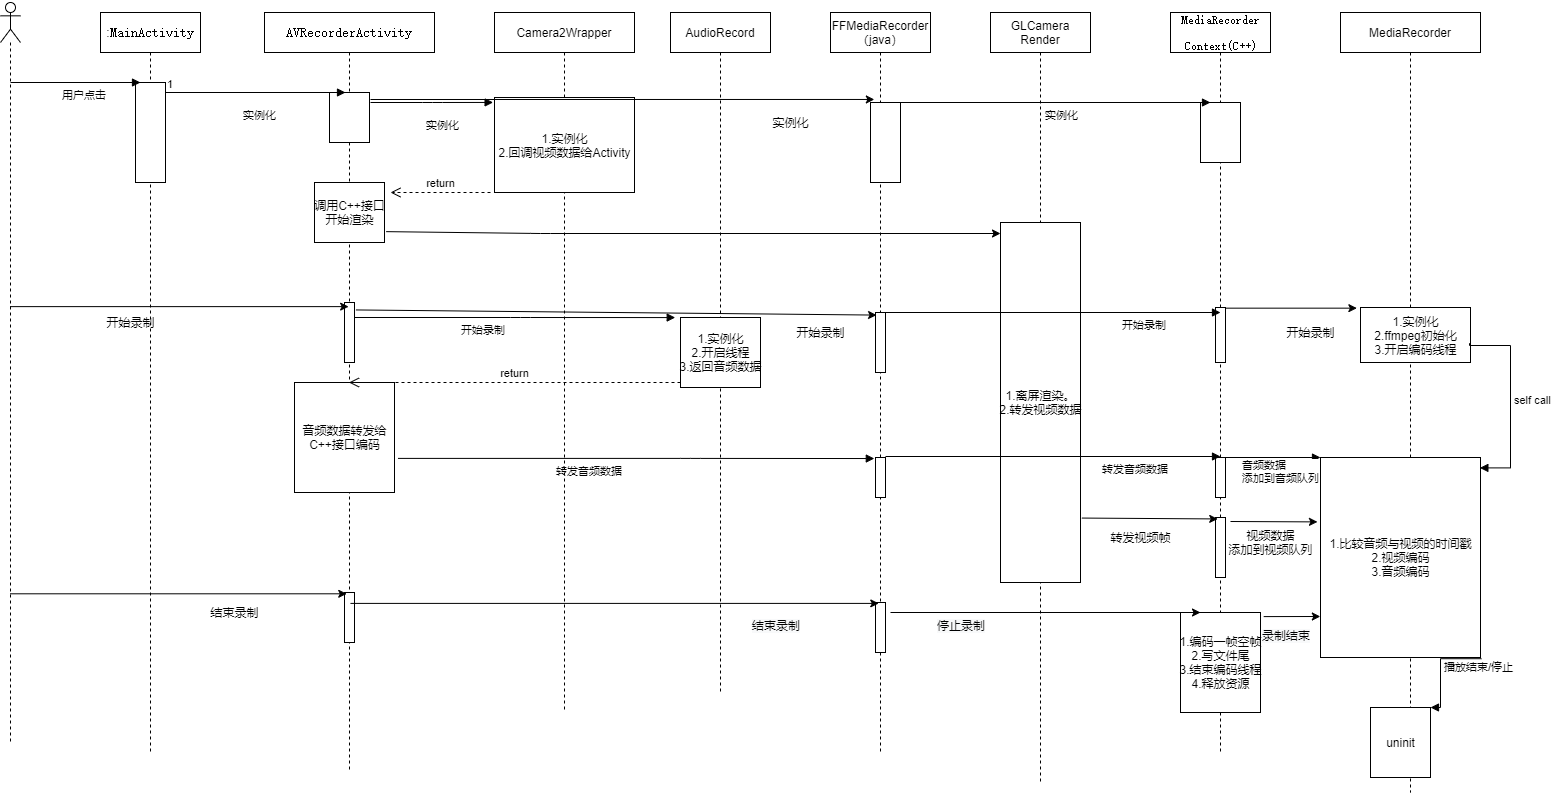 :MainActivity
AVRecorderActivity
Camera2Wrapper
AudioRecord
FFMediaRecorder
（java）
GLCamera
Render
MediaRecorder
Context(C++)
MediaRecorder
用户点击
1
实例化
实例化
1.实例化
2.回调视频数据给Activity
实例化
实例化
return
调用C++接口
开始渲染
开始录制
开始录制
1.实例化
2.开启线程
3.返回音频数据
开始录制
开始录制
开始录制
1.实例化
2.ffmpeg初始化
3.开启编码线程
return
self call
1.离屏渲染。
2.转发视频数据
音频数据转发给
C++接口编码
转发音频数据
转发音频数据
音频数据
添加到音频队列
转发视频帧
视频数据
添加到视频队列
1.比较音频与视频的时间戳
2.视频编码
3.音频编码
结束录制
结束录制
停止录制
1.编码一帧空帧
2.写文件尾
3.结束编码线程
4.释放资源
录制结束
播放结束/停止
uninit